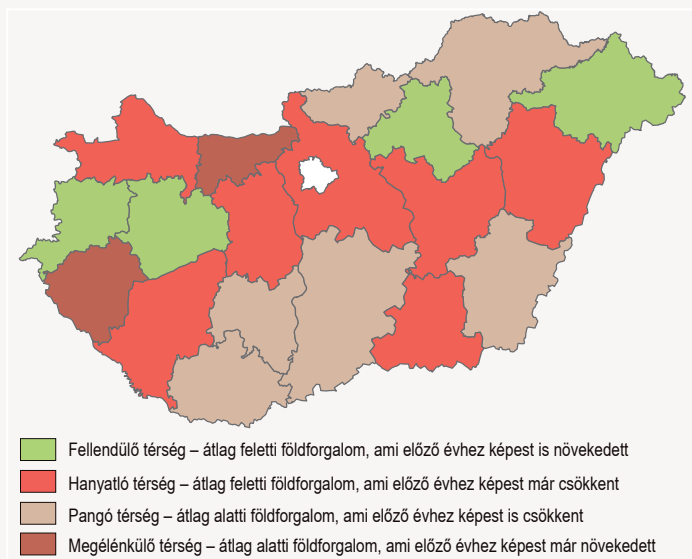 Fellendülő térség – átlag feletti földforgalom, ami előző évhez képest is növekedett
Hanyatló térség – átlag feletti földforgalom, ami előző évhez képest már csökkent
Pangó térség – átlag alatti földforgalom, ami előző évhez képest is csökkent
Megélénkülő térség – átlag alatti földforgalom, ami előző évhez képest már növekedett